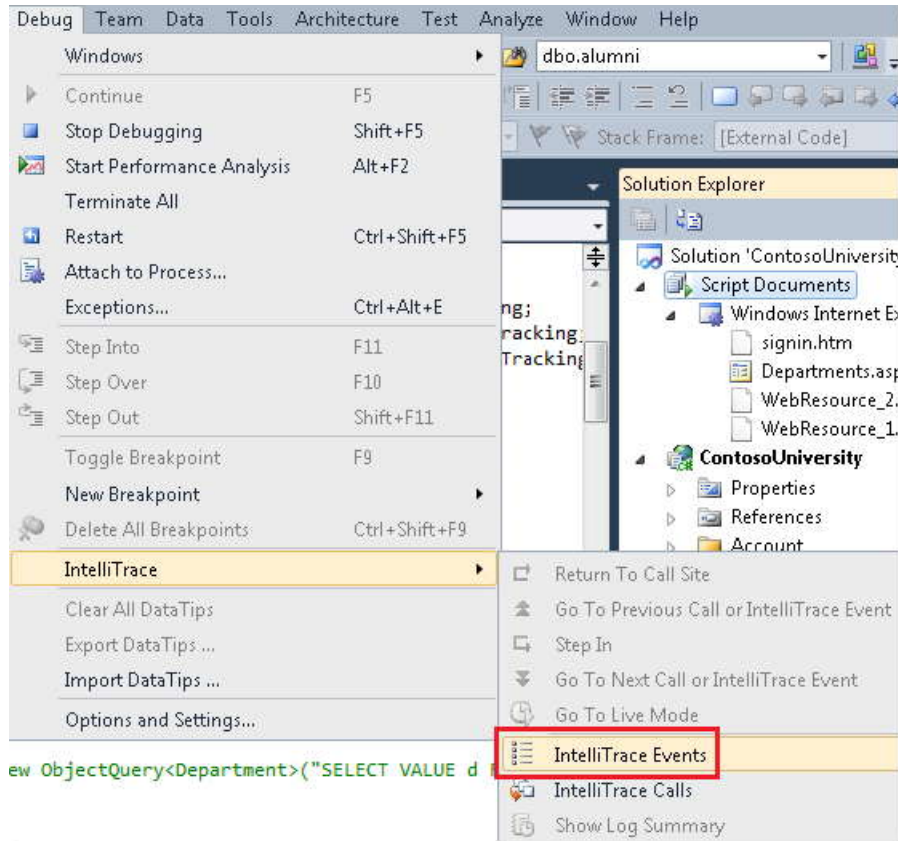 Debug Team Data Tools Architecture Test Analyze Window Help
Windows
dbo.alumni
Continue F5
Stop Debugging Shift+F5
Stack Frame: [External Code]
Start Performance Analysis Alt+F2
Terminate All
Restart Ctrl+Shift+F5
Attach to Process...
Exceptions... Ctrl+Alt+E
Step Into F11
Step Over F10
Step Out Shift+F11
Toggle Breakpoint F9
New Breakpoint
Delete All Breakpoints Ctrl+Shift+F9
IntelliTrace
Clear All DataTips
Export DataTips ...
Import DataTips ...
Options and Settings...
ng;
racking;
Tracking
Solution Explorer
Solution 'ContosoUniversity
Script Documents
Windows Internet Ex
signin.htm
Departments.asp
WebResource_2.
WebResource_1.
ContosoUniversity
Properties
References
Account
Return To Call Site
Go To Previous Call or IntelliTrace Event
Step In
Go To Next Call or IntelliTrace Event
Go To Live Mode
IntelliTrace Events
IntelliTrace Calls
Show Log Summary
ew ObjectQuery<Department>("SELECT VALUE d